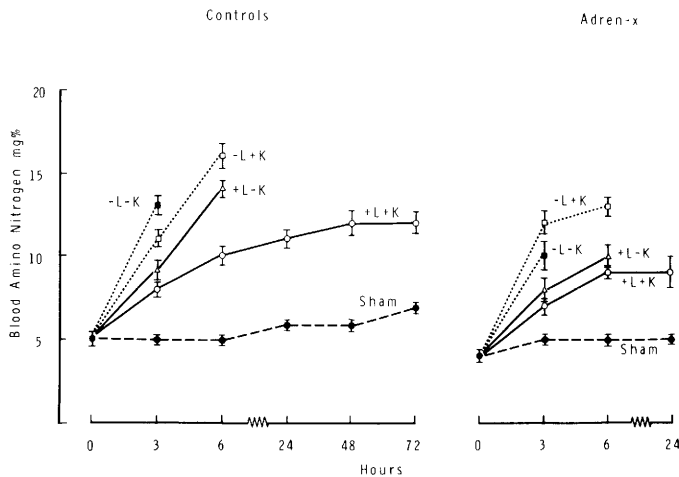 Controls
Adren-x
Blood Amino Nitrogen mg%
20
15
10
5
-L-K
-L+K
+L-K
+L+K
Sham
-L+K
-L-K
+L-K
+L+K
Sham
0 3 6 24 48 72
0 3 6 24
Hours